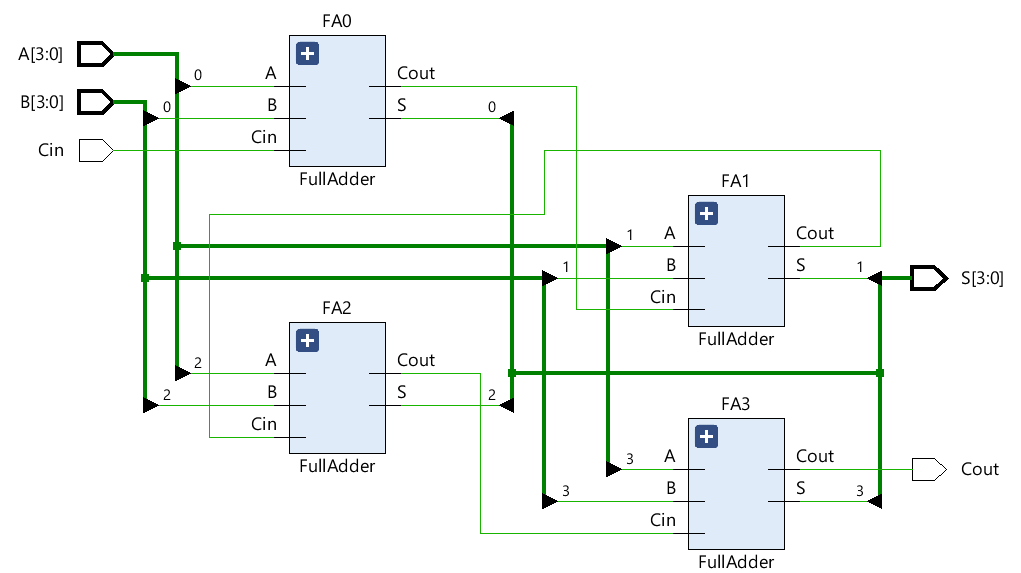 FA0
A[3:0]
0
A
Cout
B[3:0]
0
B
S
0
Cin
Cin
FullAdder
FA1
1
A
Cout
1
B
S
1
S[3:0]
Cin
FullAdder
FA2
2
A
Cout
2
B
S
2
Cin
FullAdder
FA3
3
A
Cout
Cout
3
B
S
3
Cin
FullAdder